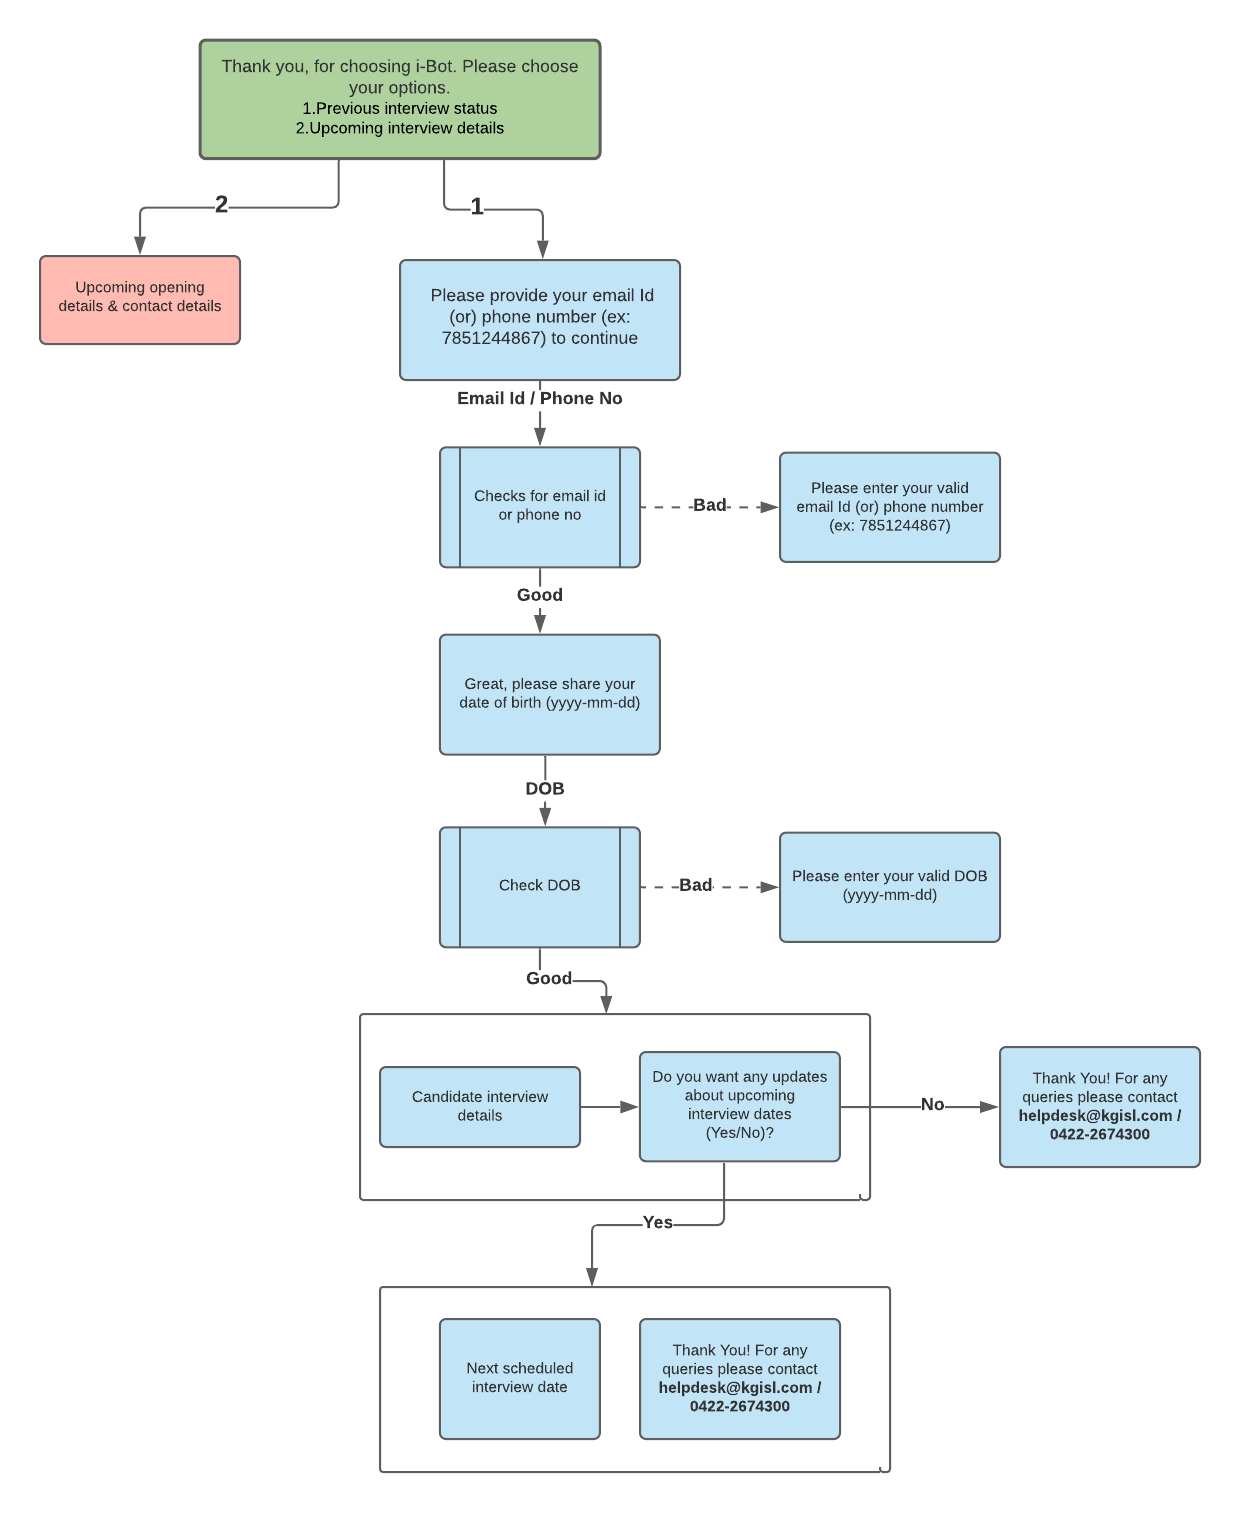 Thank you, for choosing i-Bot. Please choose
your options.
1.Previous interview status
2.Upcoming interview details
2
1
Upcoming opening
details & contact details
Please provide your email Id
(or) phone number (ex:
7851244867) to continue
Email Id / Phone No
Checks for email id
or phone no
Bad
Please enter your valid
email Id (or) phone number
(ex: 7851244867)
Good
Great, please share your
date of birth (yyyy-mm-dd)
DOB
Check DOB
Bad
Please enter your valid DOB
(yyyy-mm-dd)
Good
Candidate interview
details
Do you want any updates
about upcoming
interview dates
(Yes/No)?
No
Thank You! For any
queries please contact
helpdesk@kgisl.com /
0422-2674300
Yes
Next scheduled
interview date
Thank You! For any
queries please contact
helpdesk@kgisl.com /
0422-2674300